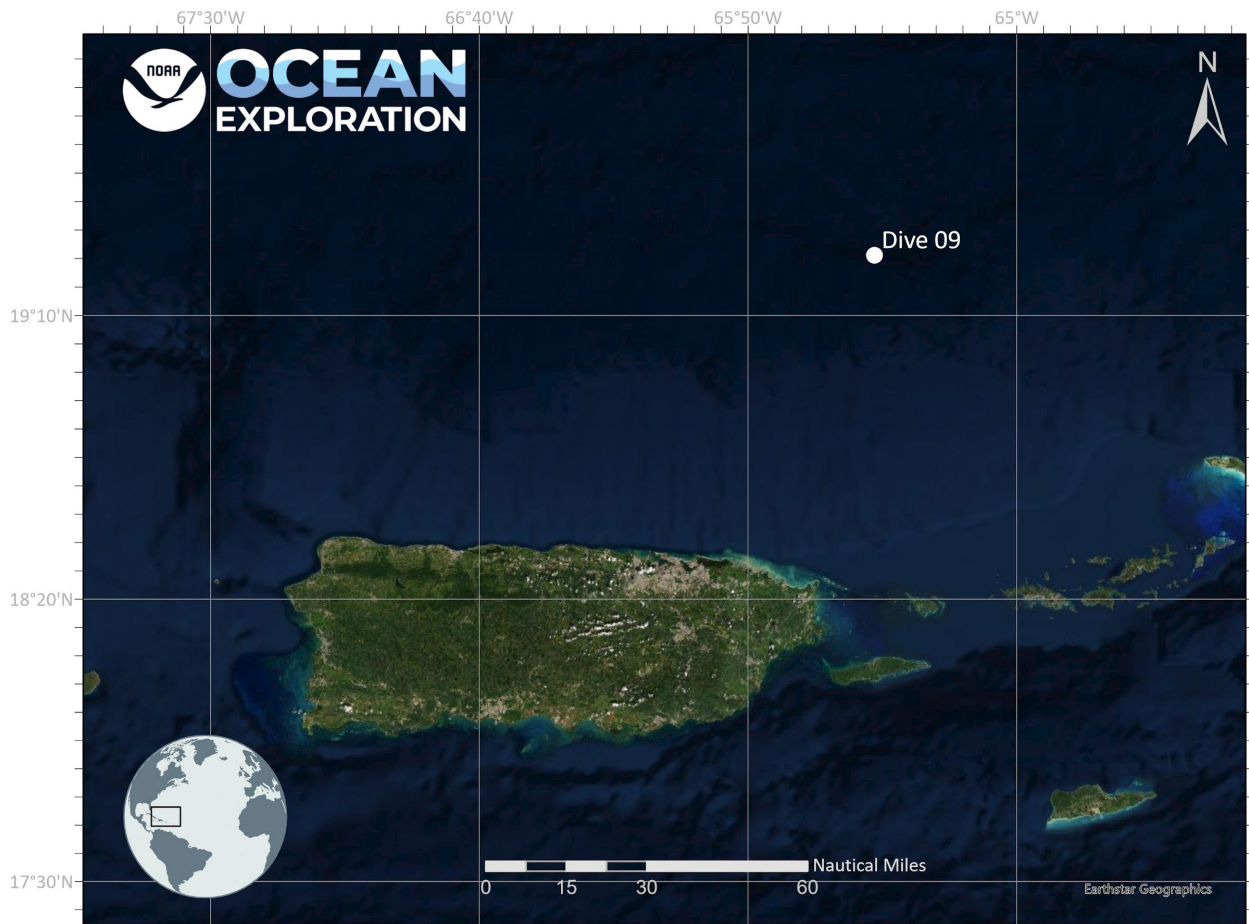 67°30'W 66°40'W 65°50'W 65°W
NOAA
OCEAN
EXPLORATION
N
Dive 09
19°10'N
18°20'N
17°30'N
Nautical Miles
0 15 30 60
Earthstar Geographics